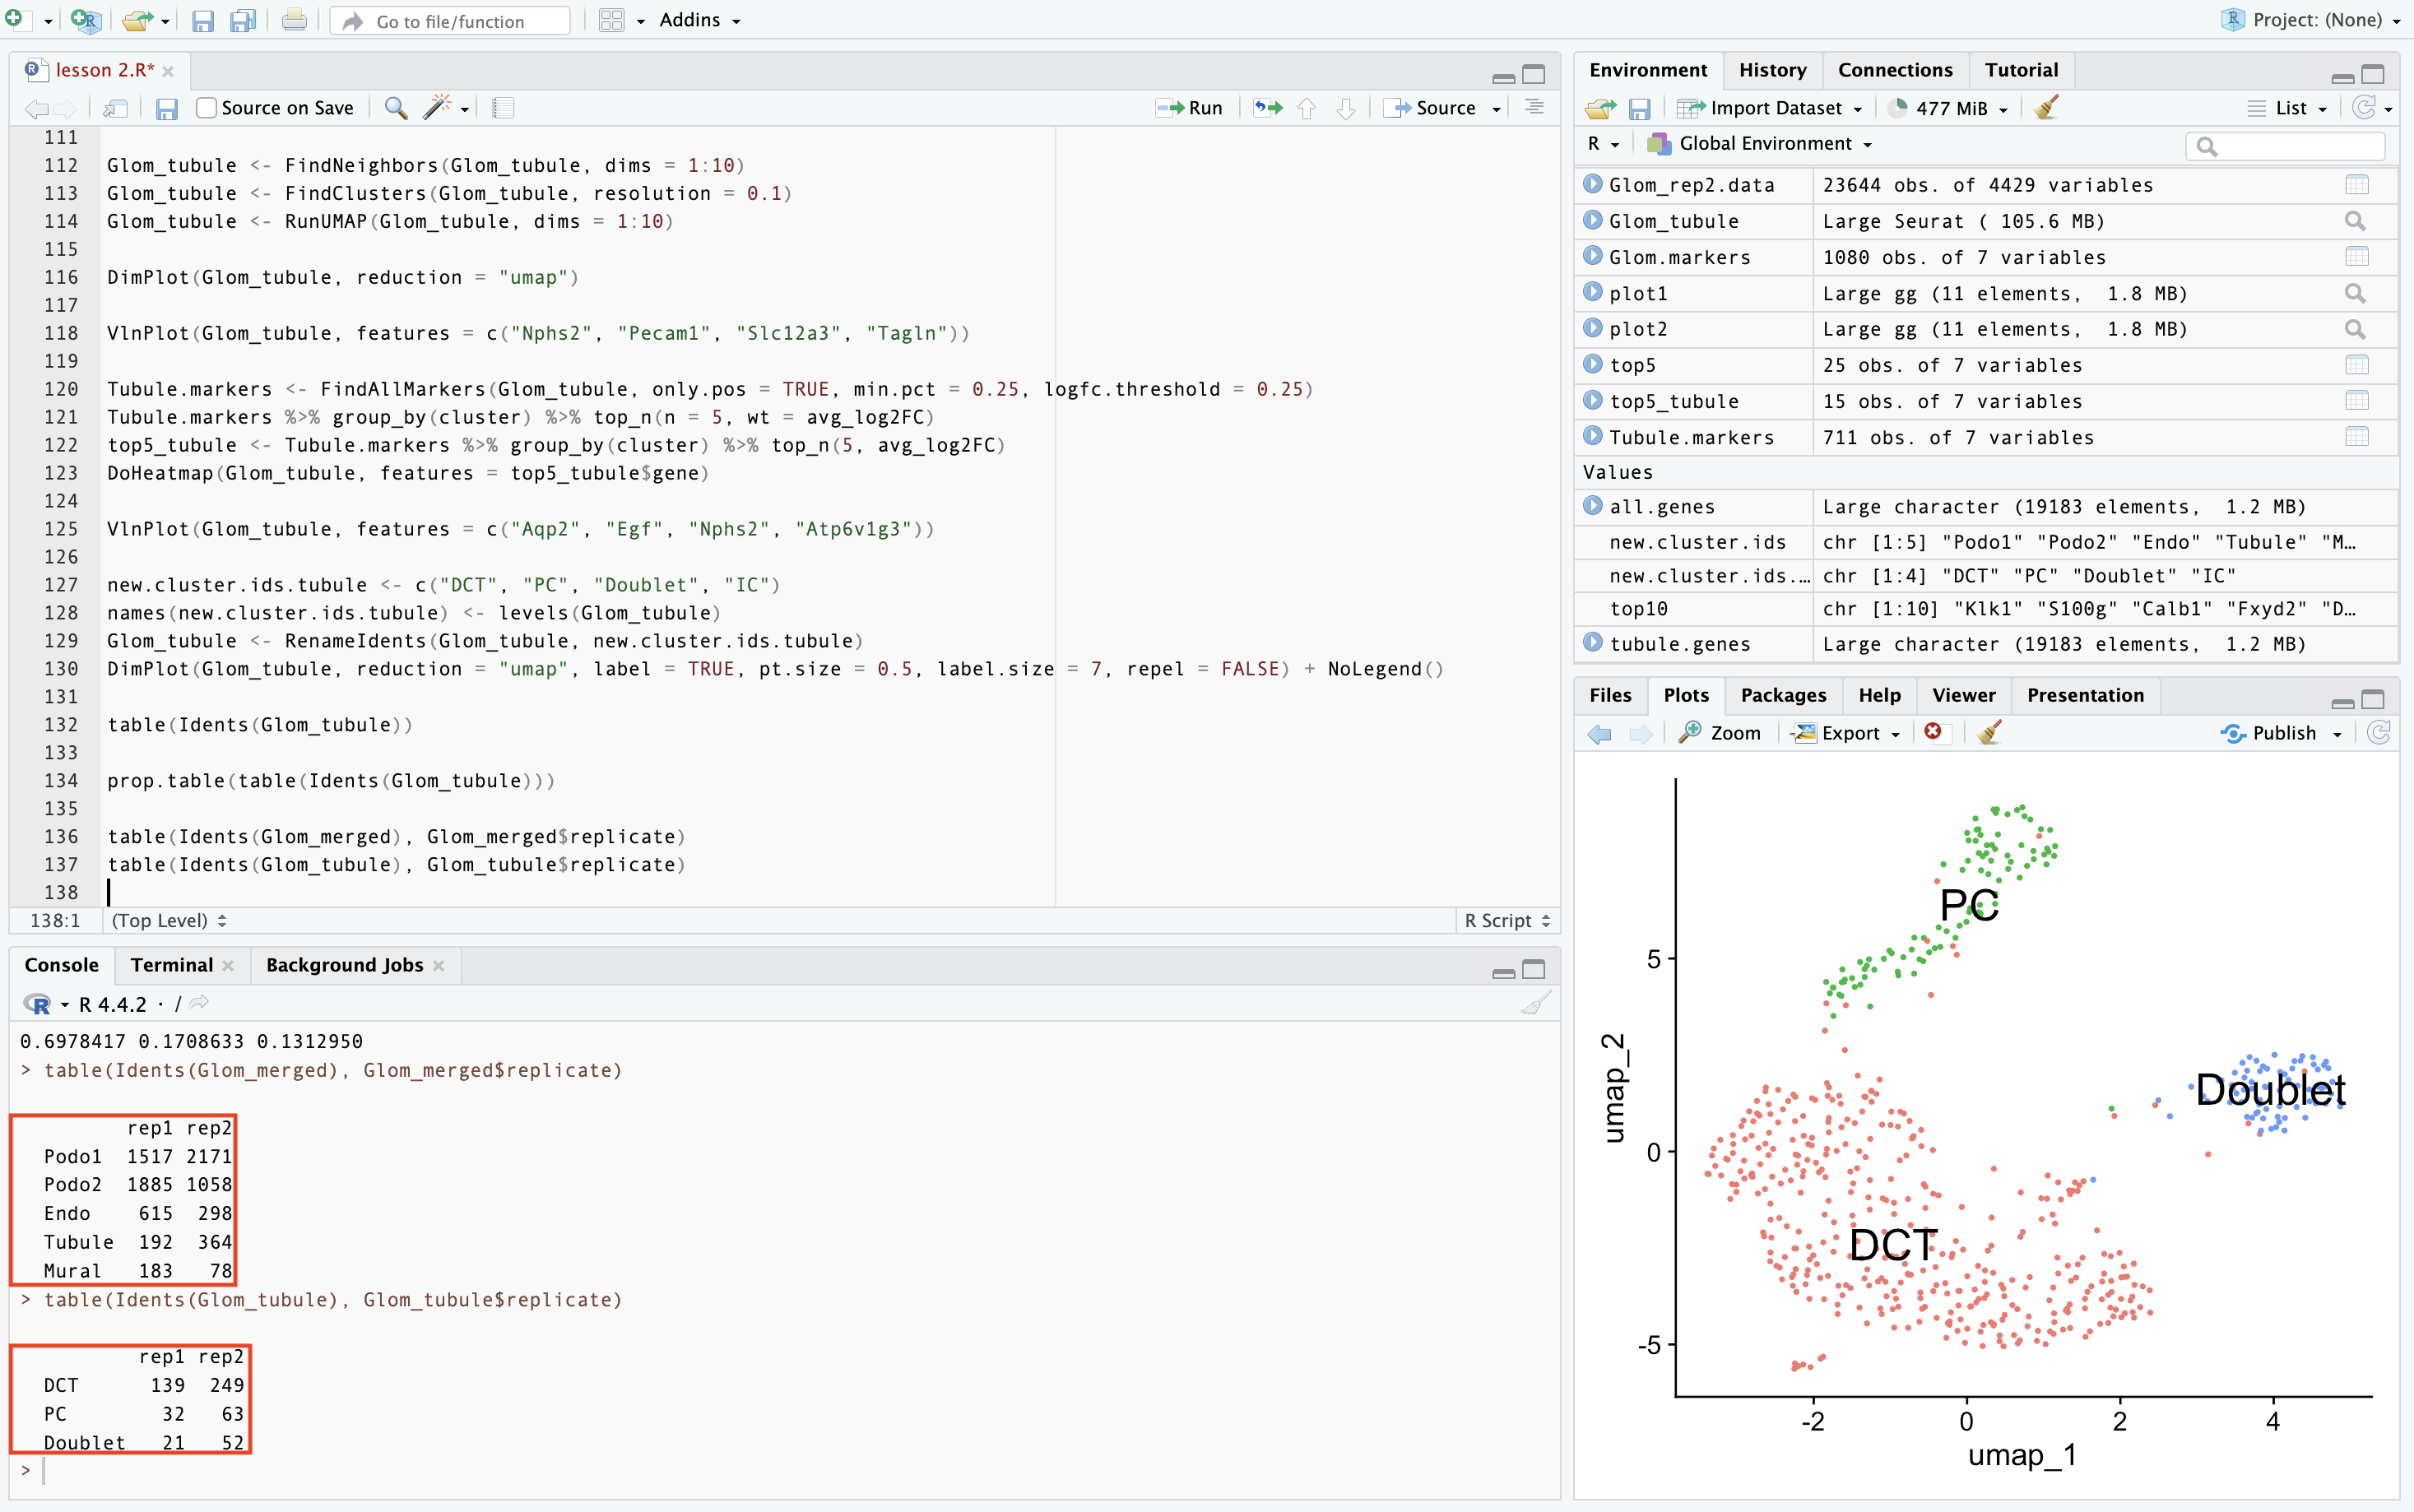 Go to file/function
Addins
Project: (None)
lesson 2.R*
Source on Save
Run
Source
111
112 Glom_tubule <- FindNeighbors(Glom_tubule, dims = 1:10)
113 Glom_tubule <- FindClusters(Glom_tubule, resolution = 0.1)
114 Glom_tubule <- RunUMAP(Glom_tubule, dims = 1:10)
115
116 DimPlot(Glom_tubule, reduction = "umap")
117
118 VlnPlot(Glom_tubule, features = c("Nphs2", "Pecam1", "Slc12a3", "Tagln"))
119
120 Tubule.markers <- FindAllMarkers(Glom_tubule, only.pos = TRUE, min.pct = 0.25, logfc.threshold = 0.25)
121 Tubule.markers %>% group_by(cluster) %>% top_n(n = 5, wt = avg_log2FC)
122 top5_tubule <- Tubule.markers %>% group_by(cluster) %>% top_n(5, avg_log2FC)
123 DoHeatmap(Glom_tubule, features = top5_tubule$gene)
124
125 VlnPlot(Glom_tubule, features = c("Aqp2", "Egf", "Nphs2", "Atp6v1g3"))
126
127 new.cluster.ids.tubule <- c("DCT", "PC", "Doublet", "IC")
128 names(new.cluster.ids.tubule) <- levels(Glom_tubule)
129 Glom_tubule <- RenameIdents(Glom_tubule, new.cluster.ids.tubule)
130 DimPlot(Glom_tubule, reduction = "umap", label = TRUE, pt.size = 0.5, label.size = 7, repel = FALSE) + NoLegend()
131
132 table(Idents(Glom_tubule))
133
134 prop.table(table(Idents(Glom_tubule)))
135
136 table(Idents(Glom_merged), Glom_merged$replicate)
137 table(Idents(Glom_tubule), Glom_tubule$replicate)
138
138:1 (Top Level) R Script
Console Terminal Background Jobs
R 4.4.2 · /
0.6978417 0.1708633 0.1312950
> table(Idents(Glom_merged), Glom_merged$replicate)
rep1 rep2
Podo1 1517 2171
Podo2 1885 1058
Endo 615 298
Tubule 192 364
Mural 183 78
> table(Idents(Glom_tubule), Glom_tubule$replicate)
rep1 rep2
DCT 139 249
PC 32 63
Doublet 21 52
>
Environment History Connections Tutorial
Import Dataset 477 MiB List
R Global Environment
Glom_rep2.data 23644 obs. of 4429 variables
Glom_tubule Large Seurat ( 105.6 MB)
Glom.markers 1080 obs. of 7 variables
plot1 Large gg (11 elements, 1.8 MB)
plot2 Large gg (11 elements, 1.8 MB)
top5 25 obs. of 7 variables
top5_tubule 15 obs. of 7 variables
Tubule.markers 711 obs. of 7 variables
Values
all.genes Large character (19183 elements, 1.2 MB)
new.cluster.ids chr [1:5] "Podo1" "Podo2" "Endo" "Tubule" "M…
new.cluster.ids.… chr [1:4] "DCT" "PC" "Doublet" "IC"
top10 chr [1:10] "Klk1" "S100g" "Calb1" "Fxyd2" "D…
tubule.genes Large character (19183 elements, 1.2 MB)
Files Plots Packages Help Viewer Presentation
Zoom Export Publish
PC
5
umap_2
Doublet
0
DCT
-5
-2 0 2 4
umap_1